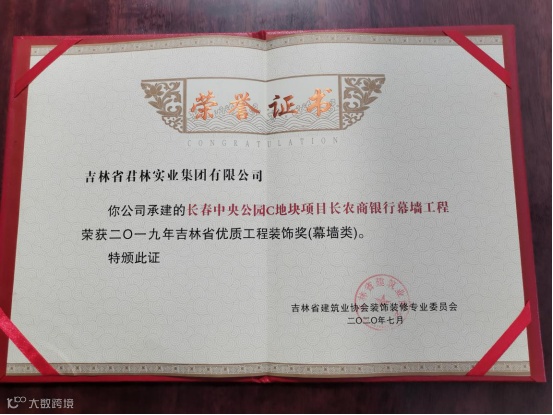 荣誉证书
CONGRATULATION
吉林省君林实业集团有限公司
你公司承建的长春中央公园C地块项目长农商银行幕墙工程
荣获二〇一九年吉林省优质工程装饰奖(幕墙类)。
特颁此证
吉林省建筑业协会装饰装修专业委员会
二〇二〇年七月
大数跨境